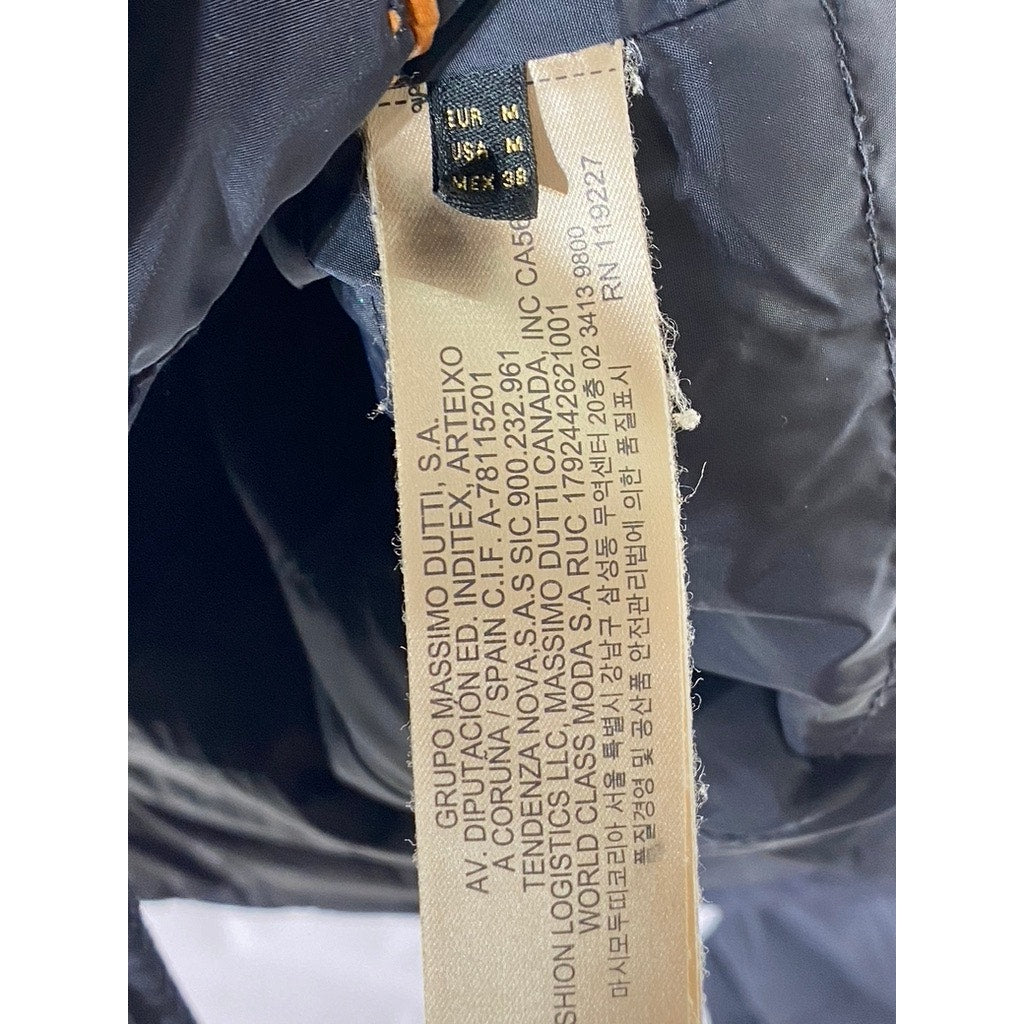 EUR M
USA M
MEX 38
GRUPO MASSIMO DUTTI, S.A.
AV. DIPUTACIÓN ED. INDITEX, ARTEIXO
A CORUÑA / SPAIN C.I.F. A-78115201
TENDENZA NOVA,S.A.S SIC 900.232.961
SHION LOGISTICS LLC, MASSIMO DUTTI CANADA, INC CA56
WORLD CLASS MODA S.A RUC 1792442621001
마시모두띠코리아 서울 특별시 강남구 삼성동 무역센터 20층 02 3413 9800
품질경영 및 공산품 안전관리법에 의한 품질표시
RN 119227